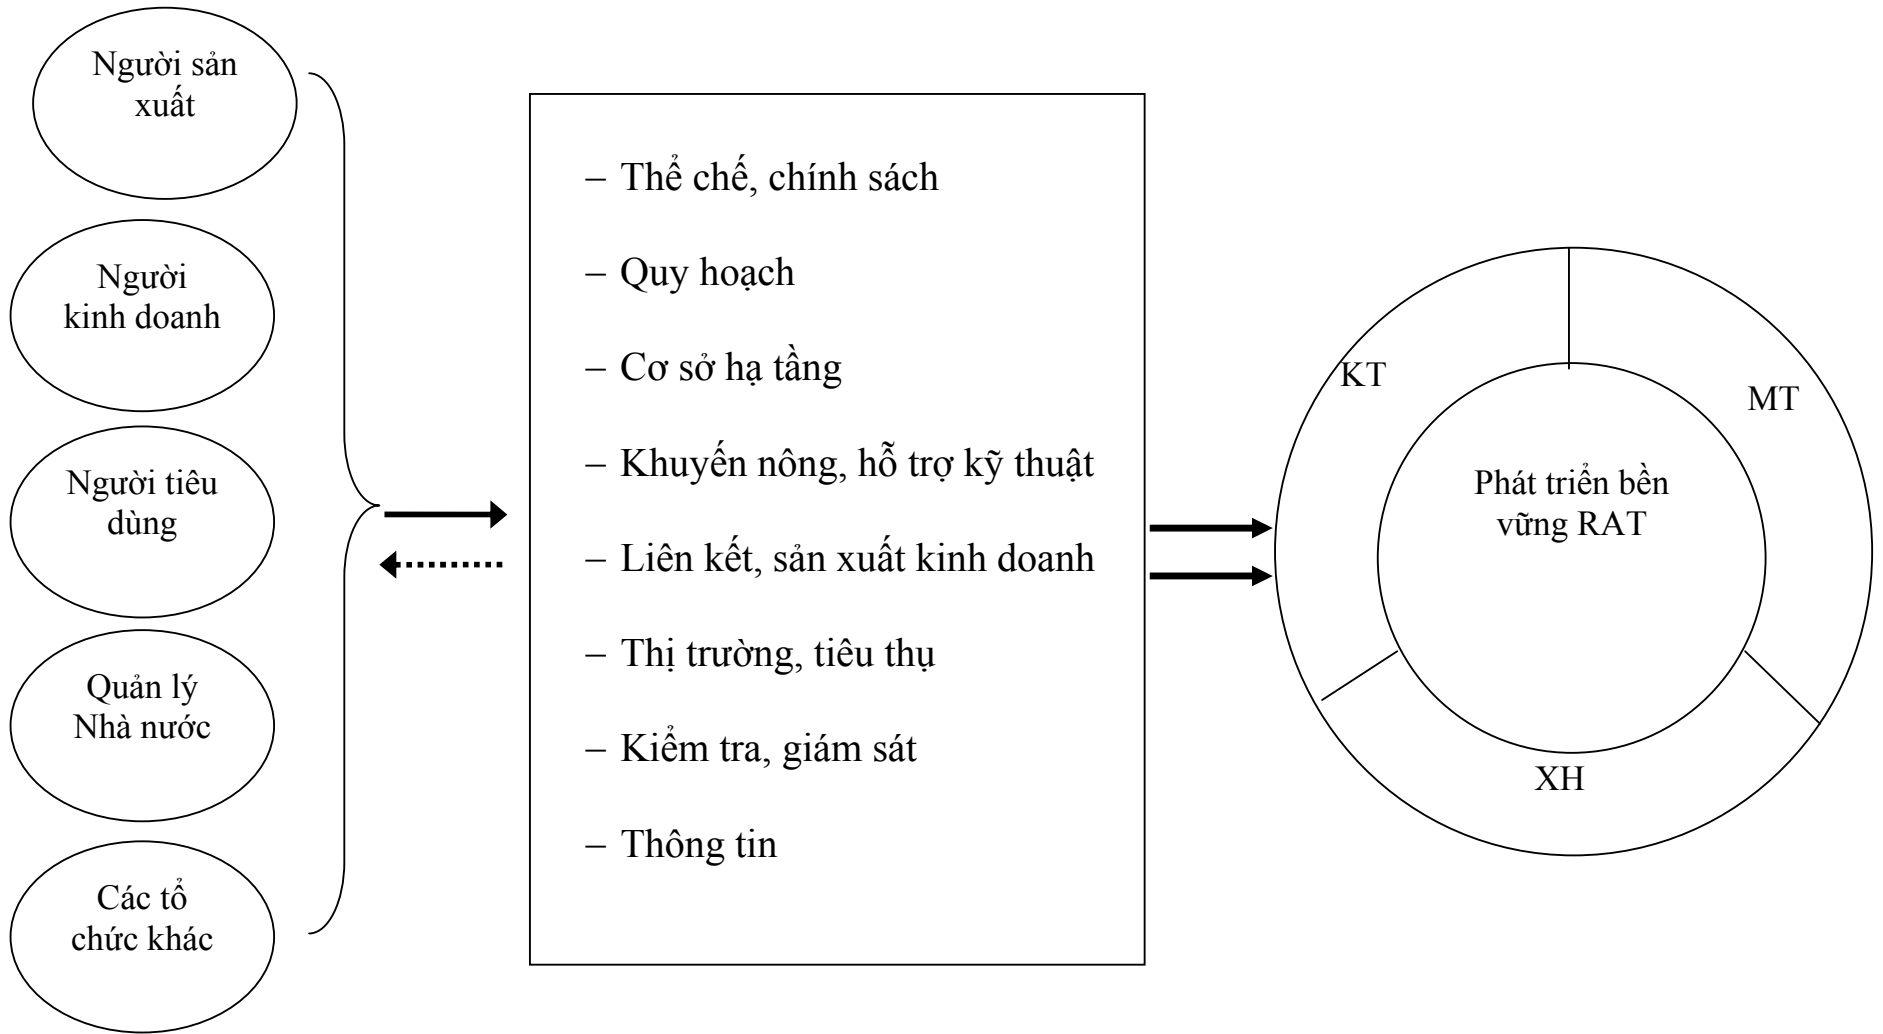 Người sản
xuất
Người
kinh doanh
Người tiêu
dùng
Quản lý
Nhà nước
Các tổ
chức khác
– Thể chế, chính sách
– Quy hoạch
– Cơ sở hạ tầng
– Khuyến nông, hỗ trợ kỹ thuật
– Liên kết, sản xuất kinh doanh
– Thị trường, tiêu thụ
– Kiểm tra, giám sát
– Thông tin
KT
MT
Phát triển bền
vững RAT
XH